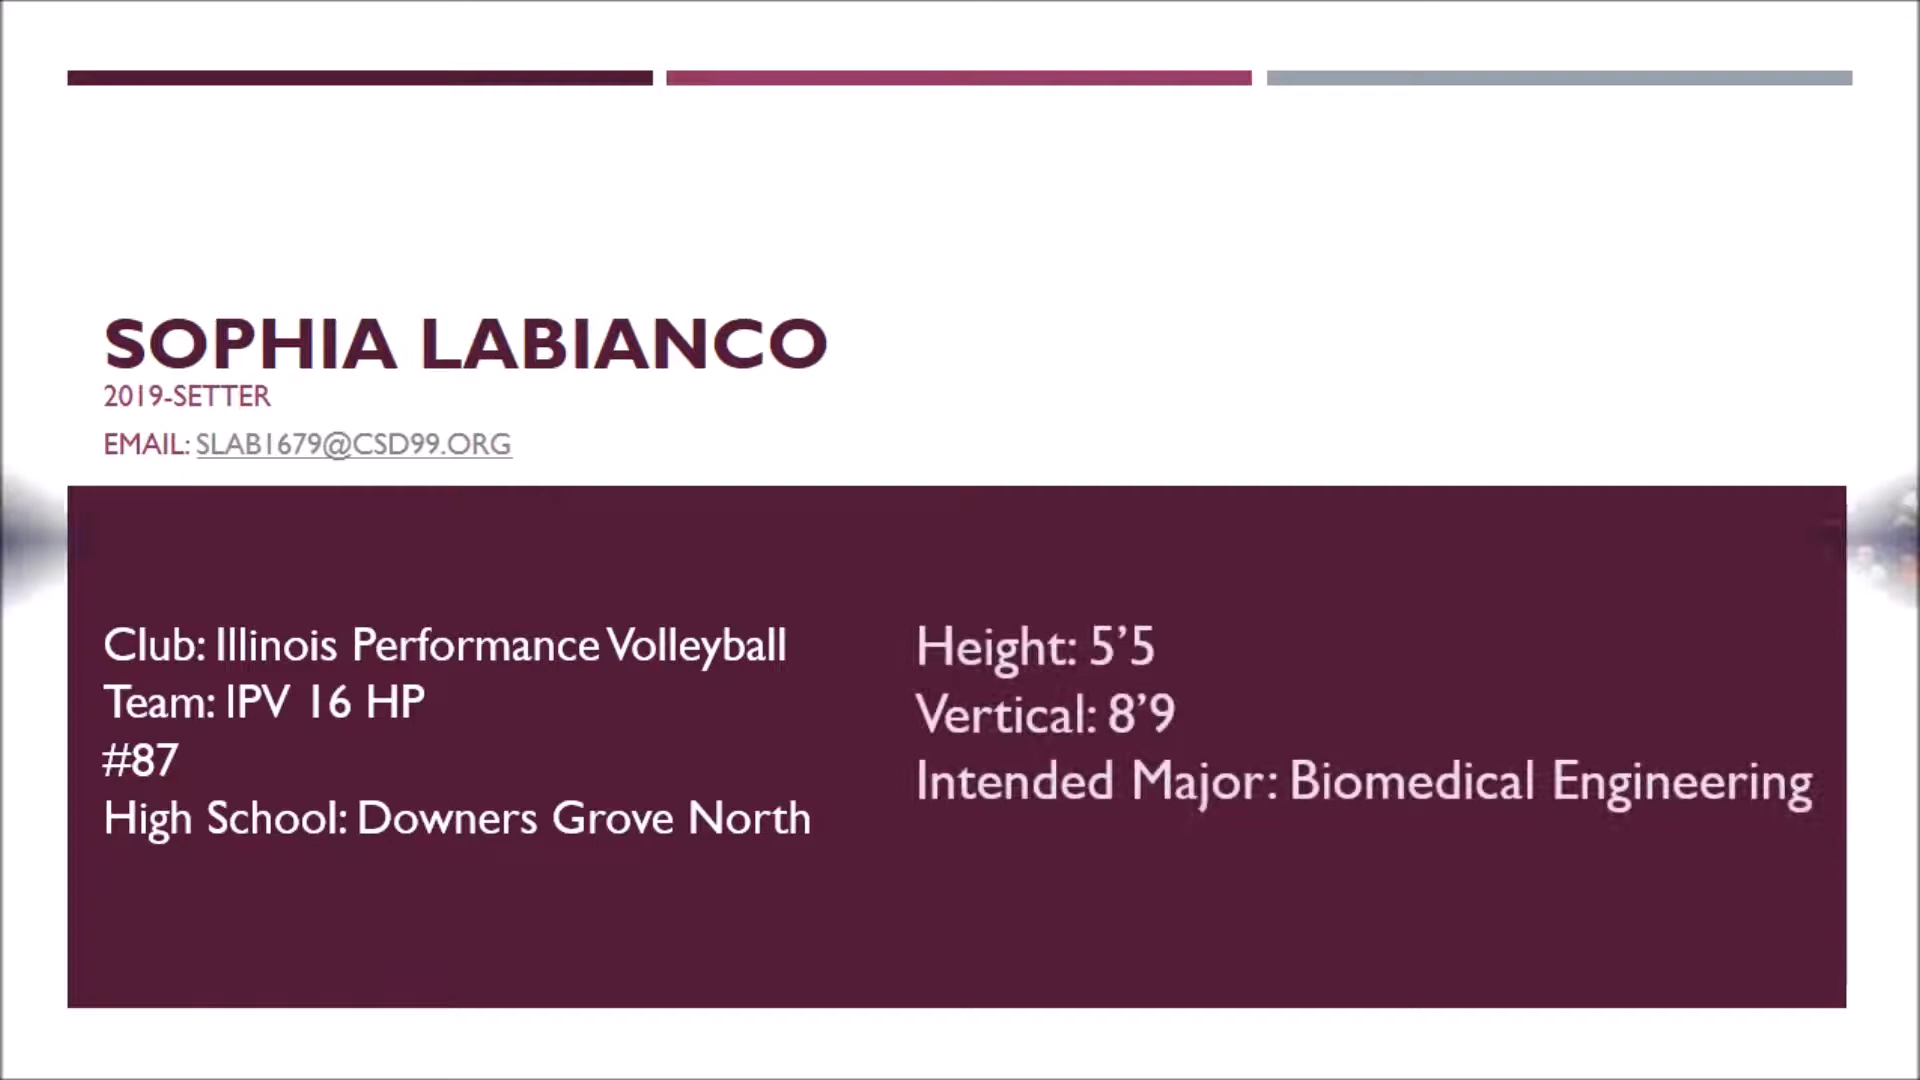 SOPHIA LABIANCO
2019-SETTER
EMAIL: SLAB1679@CSD99.ORG
Club: Illinois Performance Volleyball
Team: IPV 16 HP
#87
High School: Downers Grove North
Height: 5’5
Vertical: 8’9
Intended Major: Biomedical Engineering